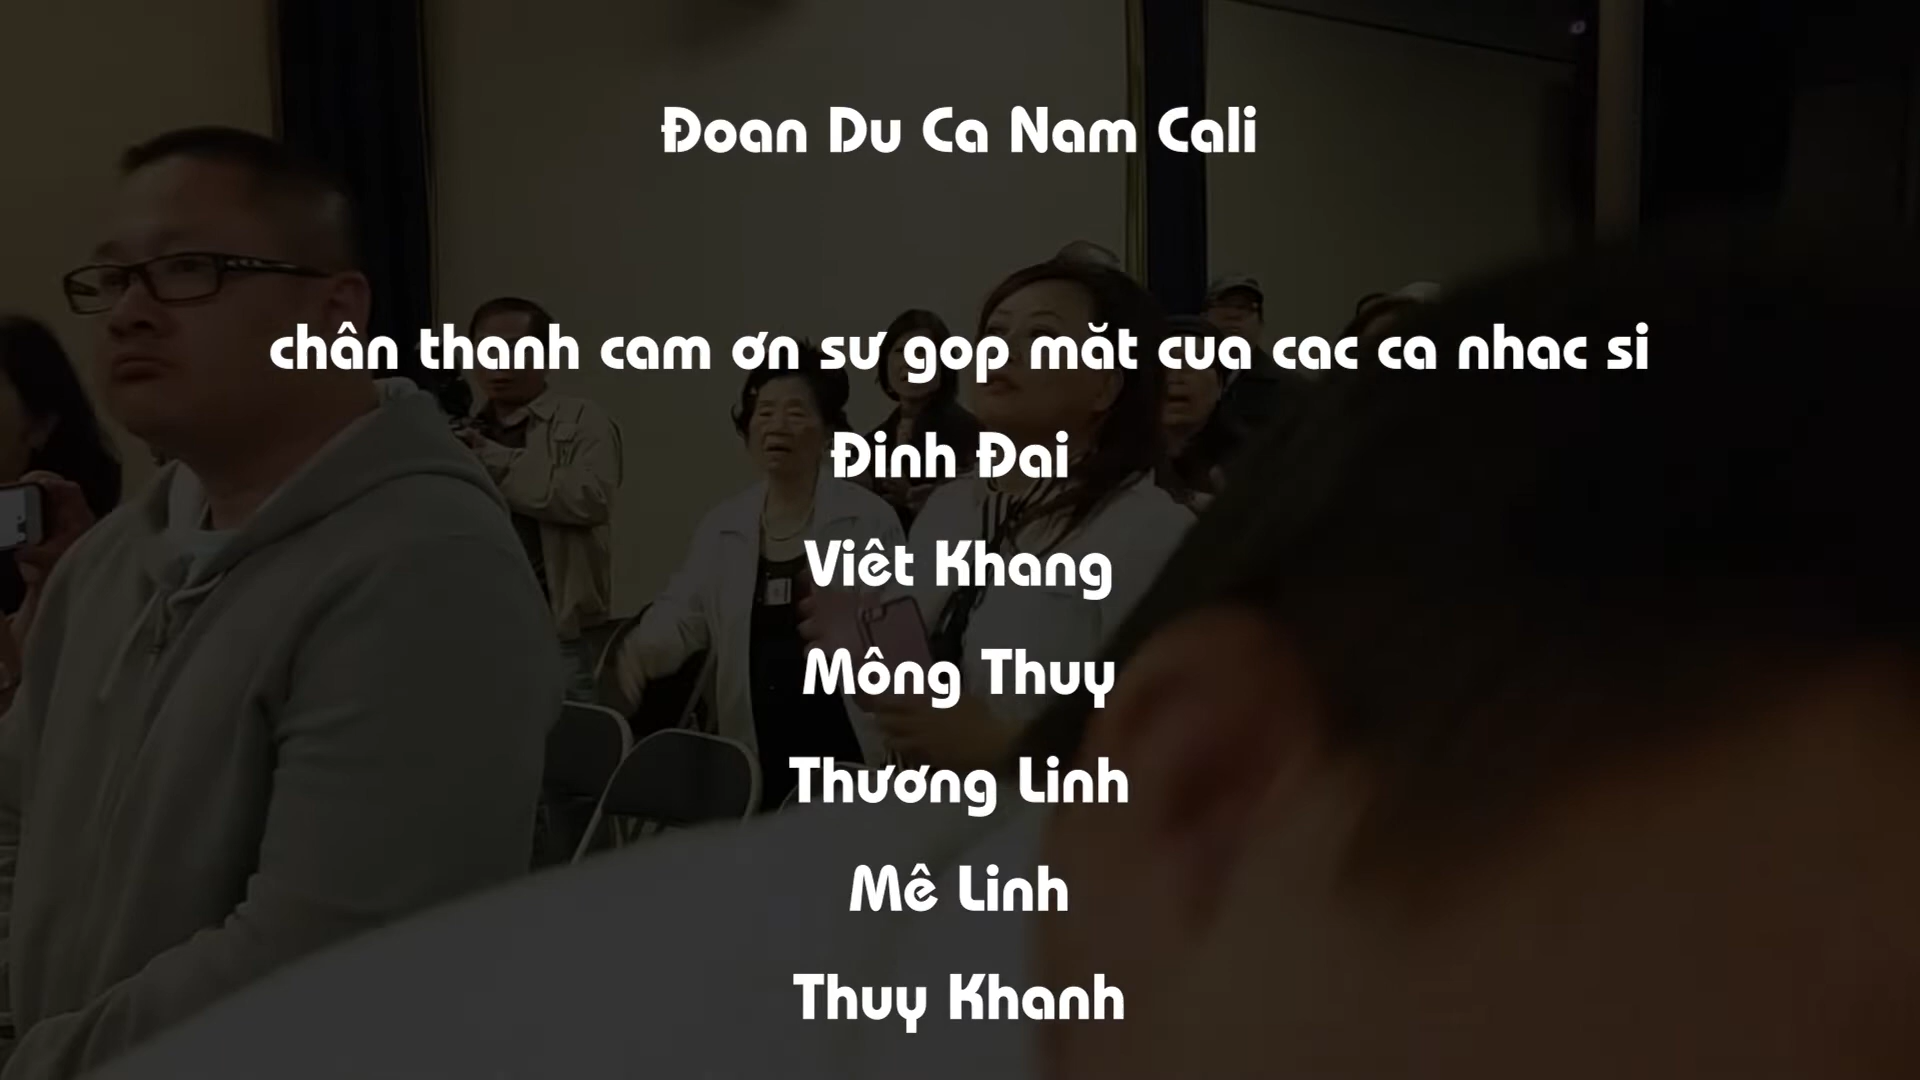 Đoan Du Ca Nam Cali
chân thanh cam ơn sư gop măt cua cac ca nhac si
Đinh Đai
Viêt Khang
Mông Thuy
Thương Linh
Mê Linh
Thuy Khanh